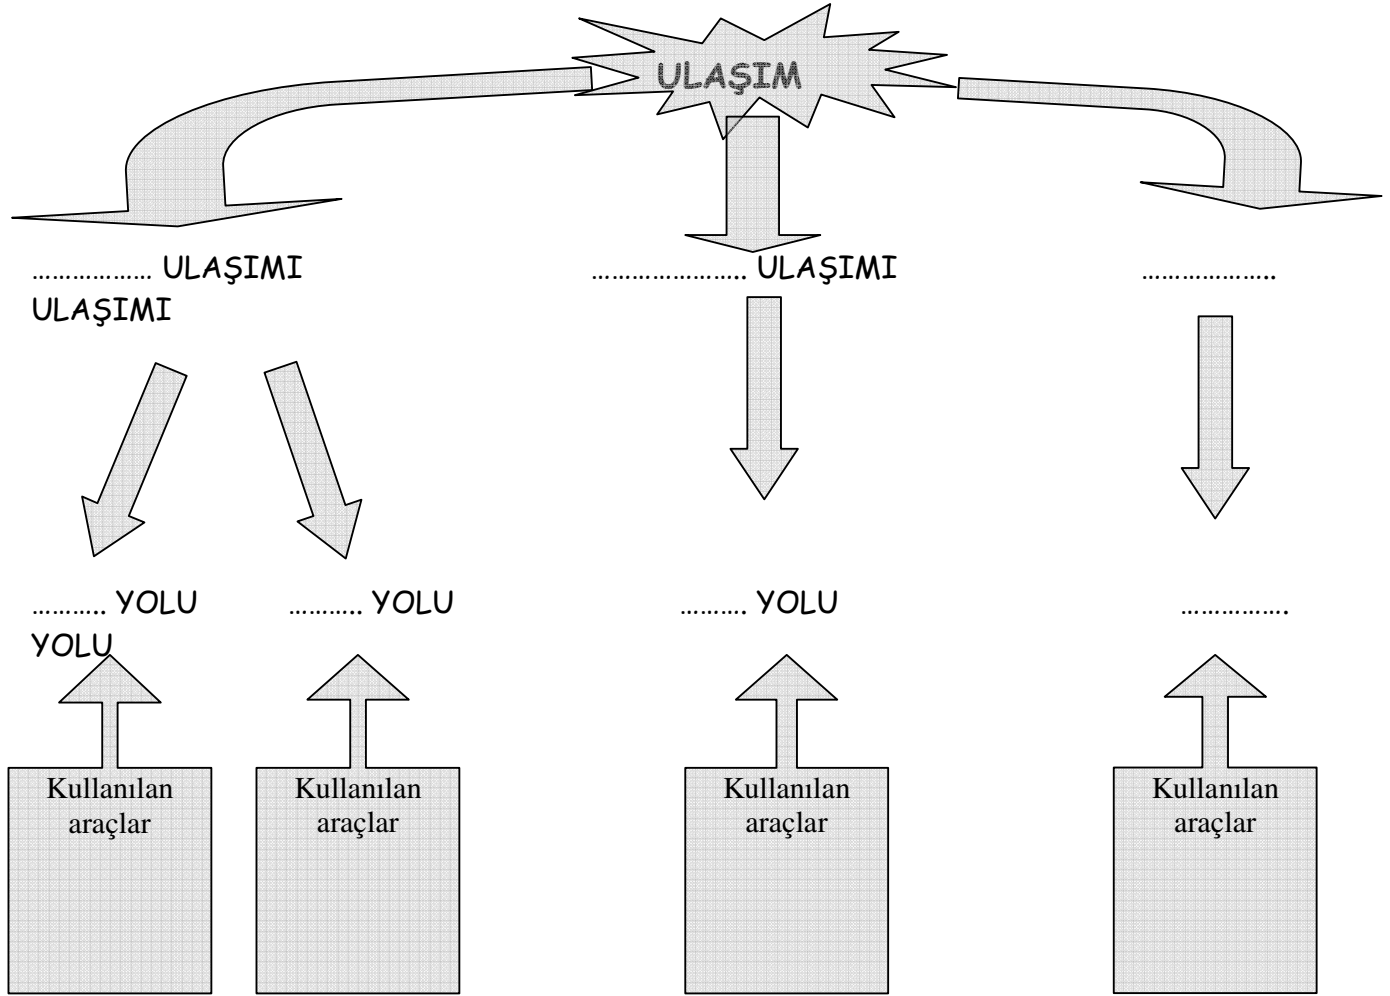 ULAŞIM
……………… ULAŞIMI ………………….. ULAŞIMI ………………..
ULAŞIMI
……….. YOLU ……….. YOLU ………. YOLU …………….
YOLU
Kullanılan araçlar
Kullanılan araçlar
Kullanılan araçlar
Kullanılan araçlar